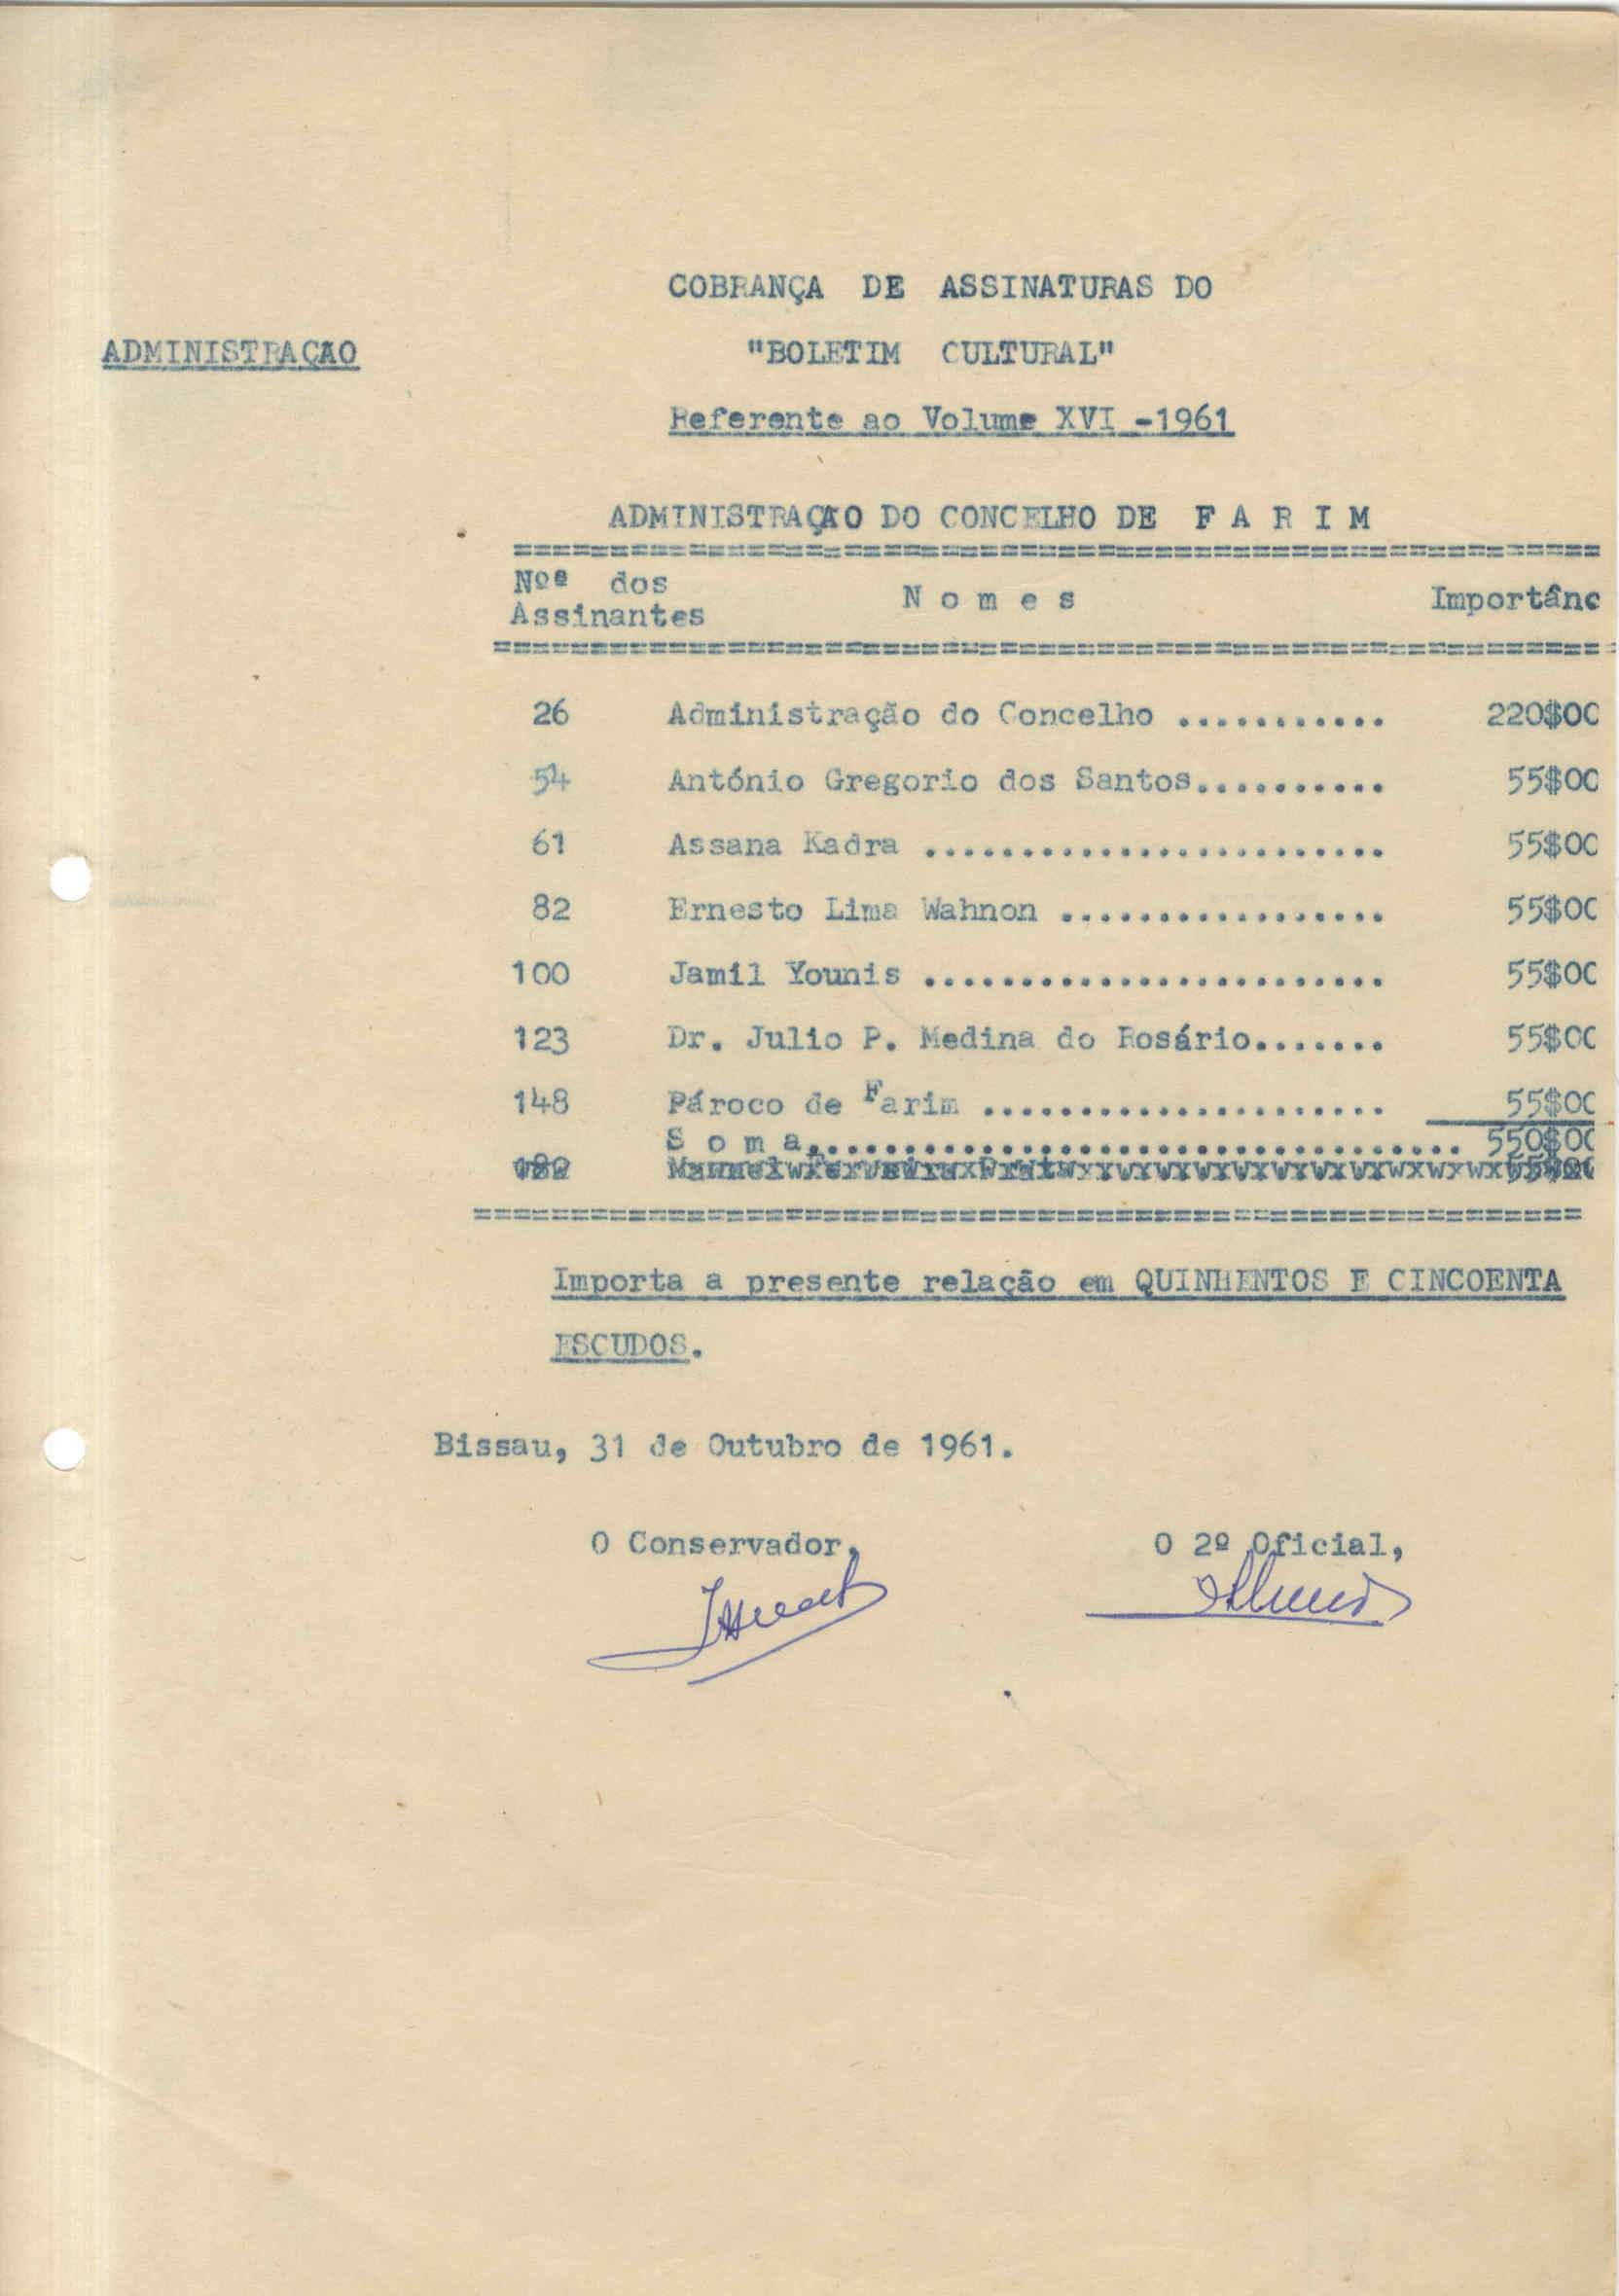 COBRANÇA DE ASSINATURAS DO
ADMINISTRAÇÃO
"BOLETIM CULTURAL"
Referente ao Volume XVI -1961
ADMINISTRAÇÃO DO CONCELHO DE F A R I M
==========================================================
Nºs dos Assinantes N o m e s Importânc
==========================================================
26 Administração do Concelho ........... 220$00
54 António Gregorio dos Santos.......... 55$00
61 Assana Kadra ........................ 55$00
82 Ernesto Lima Wahnon ................. 55$00
100 Jamil Younis ........................ 55$00
123 Dr. Julio P. Medina do Rosário....... 55$00
148 Pároco de Farim ..................... 55$00
S o m a.................................. 550$00
==========================================================
Importa a presente relação em QUINHENTOS E CINCOENTA
ESCUDOS.
Bissau, 31 de Outubro de 1961.
O Conservador, O 2º Oficial,